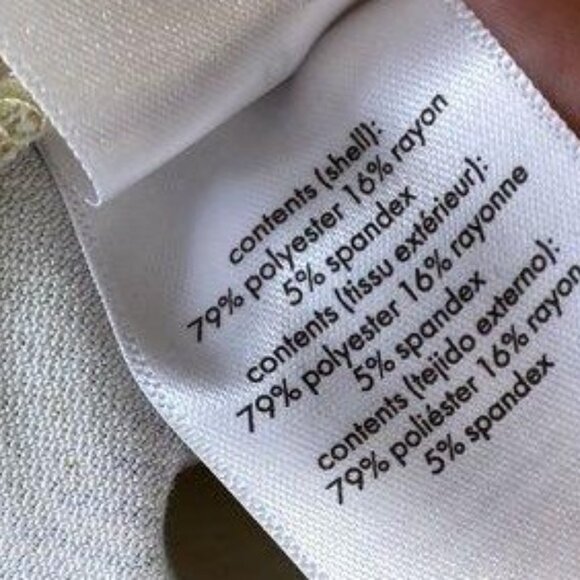 contents (shell):
79% polyester 16% rayon
5% spandex
contents (tissu extérieur):
79% polyester 16% rayonne
5% spandex
contents (tejido externo):
79% poliéster 16% rayon
5% spandex